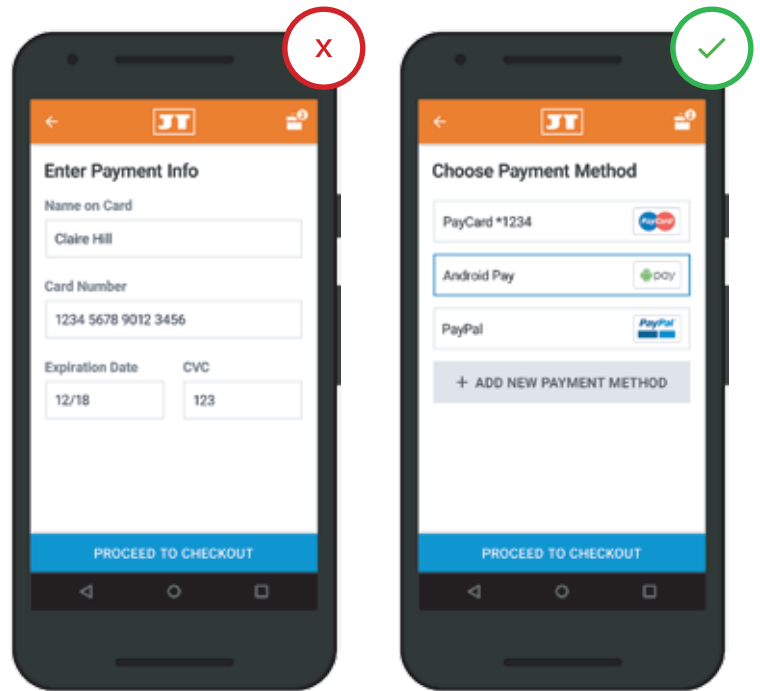 X
JT
Enter Payment Info
Name on Card
Claire Hill
Card Number
1234 5678 9012 3456
Expiration Date CVC
12/18 123
PROCEED TO CHECKOUT
JT
Choose Payment Method
PayCard *1234 PayCard
Android Pay pay
PayPal PayPal
+ ADD NEW PAYMENT METHOD
PROCEED TO CHECKOUT